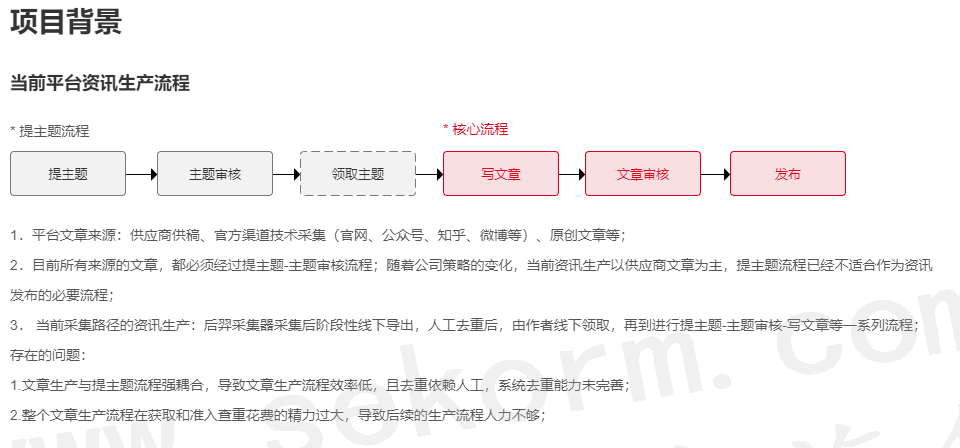 项目背景
当前平台资讯生产流程
* 提主题流程
* 核心流程
提主题
主题审核
领取主题
写文章
文章审核
发布
1. 平台文章来源：供应商供稿、官方渠道技术采集（官网、公众号、知乎、微博等）、原创文章等；
2. 目前所有来源的文章，都必须经过提主题-主题审核流程；随着公司策略的变化，当前资讯生产以供应商文章为主，提主题流程已经不适合作为资讯
发布的必要流程；
3. 当前采集路径的资讯生产：后羿采集器采集后阶段性线下导出，人工去重后，由作者线下领取，再到进行提主题-主题审核-写文章等一系列流程；
存在的问题：
1.文章生产与提主题流程强耦合，导致文章生产流程效率低，且去重依赖人工，系统去重能力未完善；
2.整个文章生产流程在获取和准入查重花费的精力过大，导致后续的生产流程人力不够；
www.sekorm.com